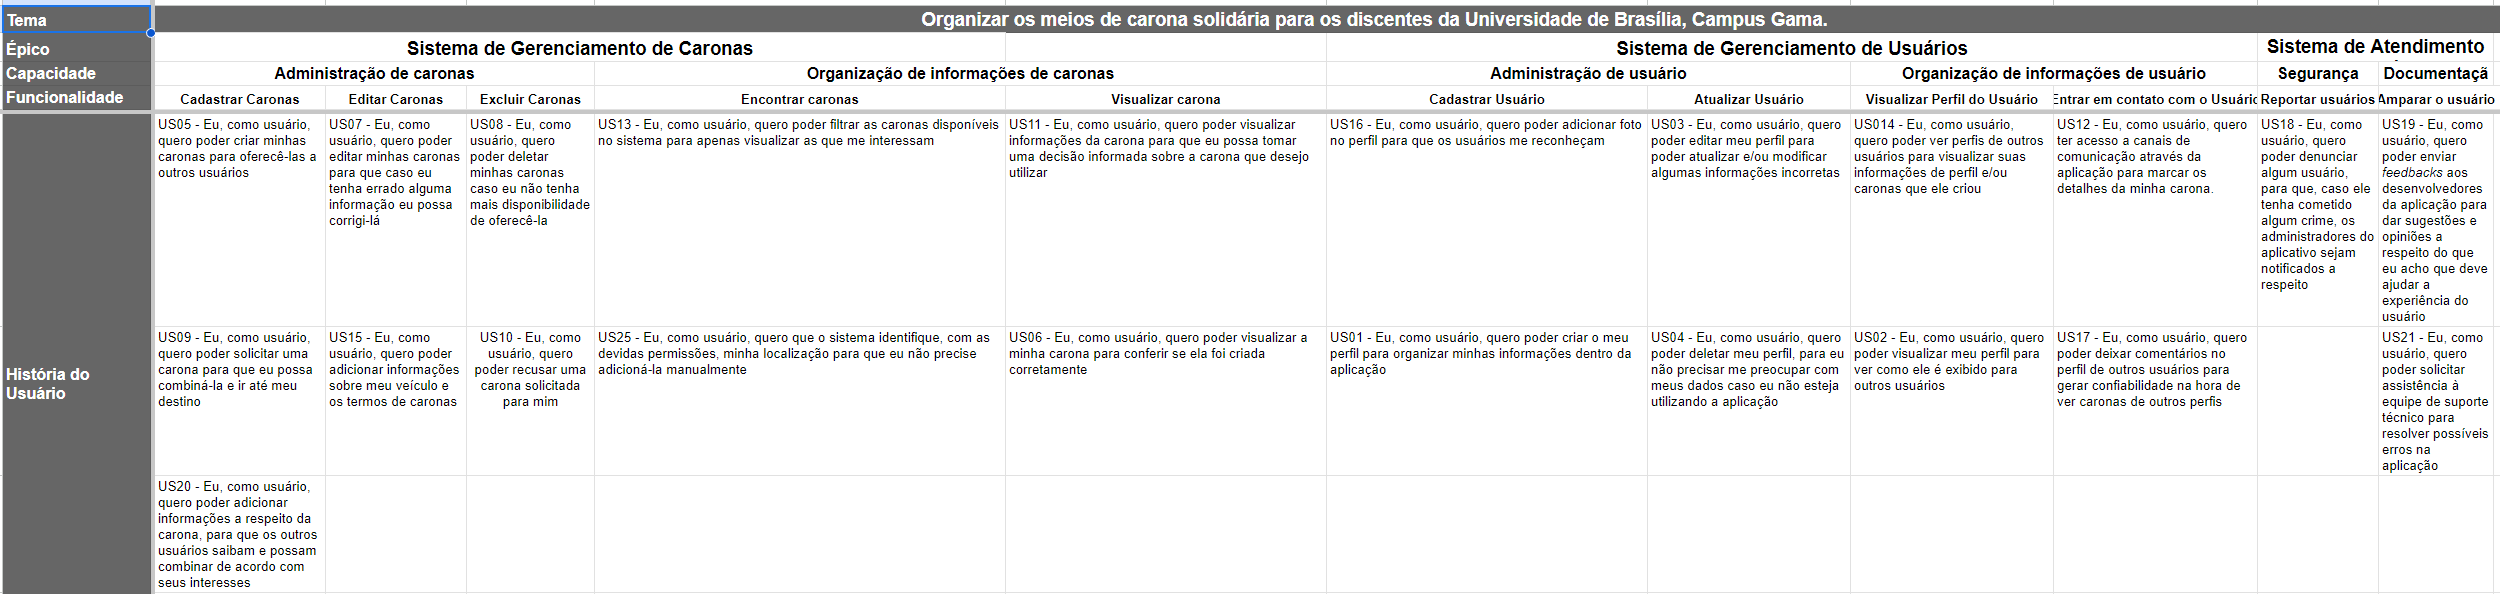 Tema
Organizar os meios de carona solidária para os discentes da Universidade de Brasília, Campus Gama.
Épico
Sistema de Gerenciamento de Caronas
Sistema de Gerenciamento de Usuários
Sistema de Atendimento
Capacidade
Administração de caronas
Organização de informações de caronas
Administração de usuário
Organização de informações de usuário
Segurança
Documentaçã
Funcionalidade
Cadastrar Caronas
Editar Caronas
Excluir Caronas
Encontrar caronas
Visualizar carona
Cadastrar Usuário
Atualizar Usuário
Visualizar Perfil do Usuário
Entrar em contato com o Usuári
Reportar usuários
Amparar o usuário
História do
Usuário
US05 - Eu, como usuário,
quero poder criar minhas
caronas para oferecê-las a
outros usuários
US07 - Eu, como
usuário, quero poder
editar minhas caronas
para que caso eu
tenha errado alguma
informação eu possa
corrigi-lá
US08 - Eu, como
usuário, quero
poder deletar
minhas caronas
caso eu não tenha
mais disponibilidade
de oferecê-la
US13 - Eu, como usuário, quero poder filtrar as caronas disponíveis
no sistema para apenas visualizar as que me interessam
US11 - Eu, como usuário, quero poder visualizar
informações da carona para que eu possa tomar
uma decisão informada sobre a carona que desejo
utilizar
US16 - Eu, como usuário, quero poder adicionar foto
no perfil para que os usuários me reconheçam
US03 - Eu, como usuário, quero
poder editar meu perfil para
poder atualizar e/ou modificar
algumas informações incorretas
US014 - Eu, como usuário,
quero poder ver perfis de outros
usuários para visualizar suas
informações de perfil e/ou
caronas que ele criou
US12 - Eu, como usuário, quero
ter acesso a canais de
comunicação através da
aplicação para marcar os
detalhes da minha carona.
US18 - Eu, como
usuário, quero
poder denunciar
algum usuário,
para que, caso ele
tenha cometido
algum crime, os
administradores do
aplicativo sejam
notificados a
respeito
US19 - Eu, como
usuário, quero
poder enviar
feedbacks aos
desenvolvedores
da aplicação para
dar sugestões e
opiniões a
respeito do que
eu acho que deve
ajudar a
experiência do
usuário
US09 - Eu, como usuário,
quero poder solicitar uma
carona para que eu possa
combiná-la e ir até meu
destino
US15 - Eu, como
usuário, quero poder
adicionar informações
sobre meu veículo e
os termos de caronas
US10 - Eu, como
usuário, quero
poder recusar uma
carona solicitada
para mim
US25 - Eu, como usuário, quero que o sistema identifique, com as
devidas permissões, minha localização para que eu não precise
adicioná-la manualmente
US06 - Eu, como usuário, quero poder visualizar a
minha carona para conferir se ela foi criada
corretamente
US01 - Eu, como usuário, quero poder criar o meu
perfil para organizar minhas informações dentro da
aplicação
US04 - Eu, como usuário, quero
poder deletar meu perfil, para eu
não precisar me preocupar com
meus dados caso eu não esteja
utilizando a aplicação
US02 - Eu, como usuário, quero
poder visualizar meu perfil para
ver como ele é exibido para
outros usuários
US17 - Eu, como usuário, quero
poder deixar comentários no
perfil de outros usuários para
gerar confiabilidade na hora de
ver caronas de outros perfis
US21 - Eu, como
usuário, quero
poder solicitar
assistência à
equipe de suporte
técnico para
resolver possíveis
erros na
aplicação
US20 - Eu, como usuário,
quero poder adicionar
informações a respeito da
carona, para que os outros
usuários saibam e possam
combinar de acordo com
seus interesses